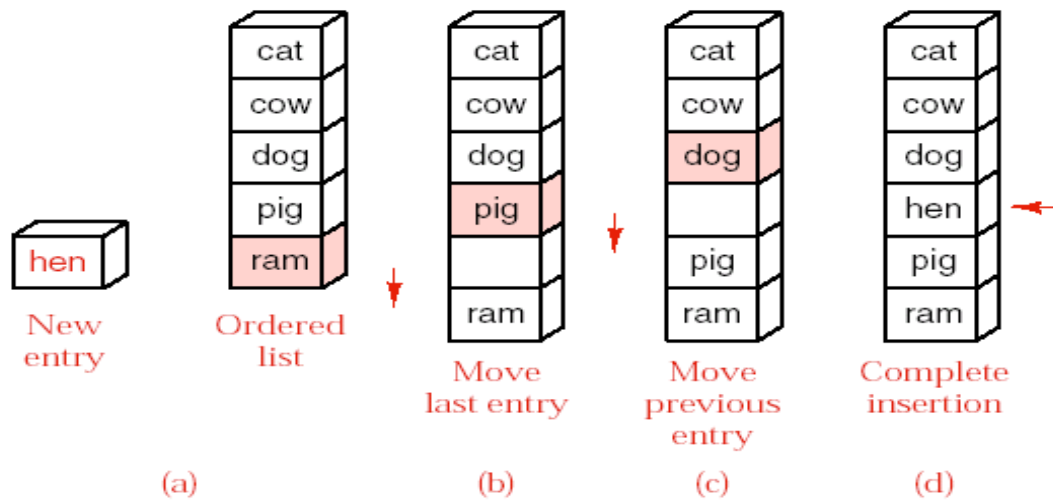 hen
New
entry
cat
cow
dog
pig
ram
Ordered
list
(a)
cat
cow
dog
pig
ram
Move
last entry
(b)
cat
cow
dog
pig
ram
Move
previous
entry
(c)
cat
cow
dog
hen
pig
ram
Complete
insertion
(d)